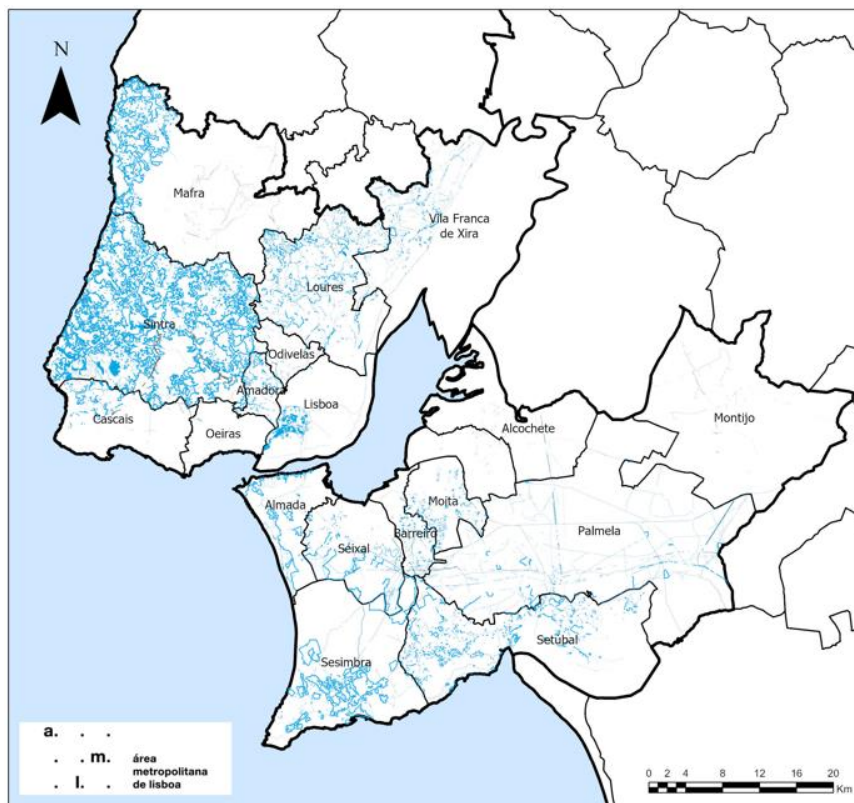 N
Mafra
Vila Franca
de Xira
Loures
Sintra
Odivelas
Amadora
Lisboa
Cascais
Oeiras
Montijo
Alcochete
Moita
Almada
Barreiro
Palmela
Seixal
Setubal
Sesimbra
a. . .
. . m. área
metropolitana
. l. . de lisboa
0 2 4 8 12 16 20
Km